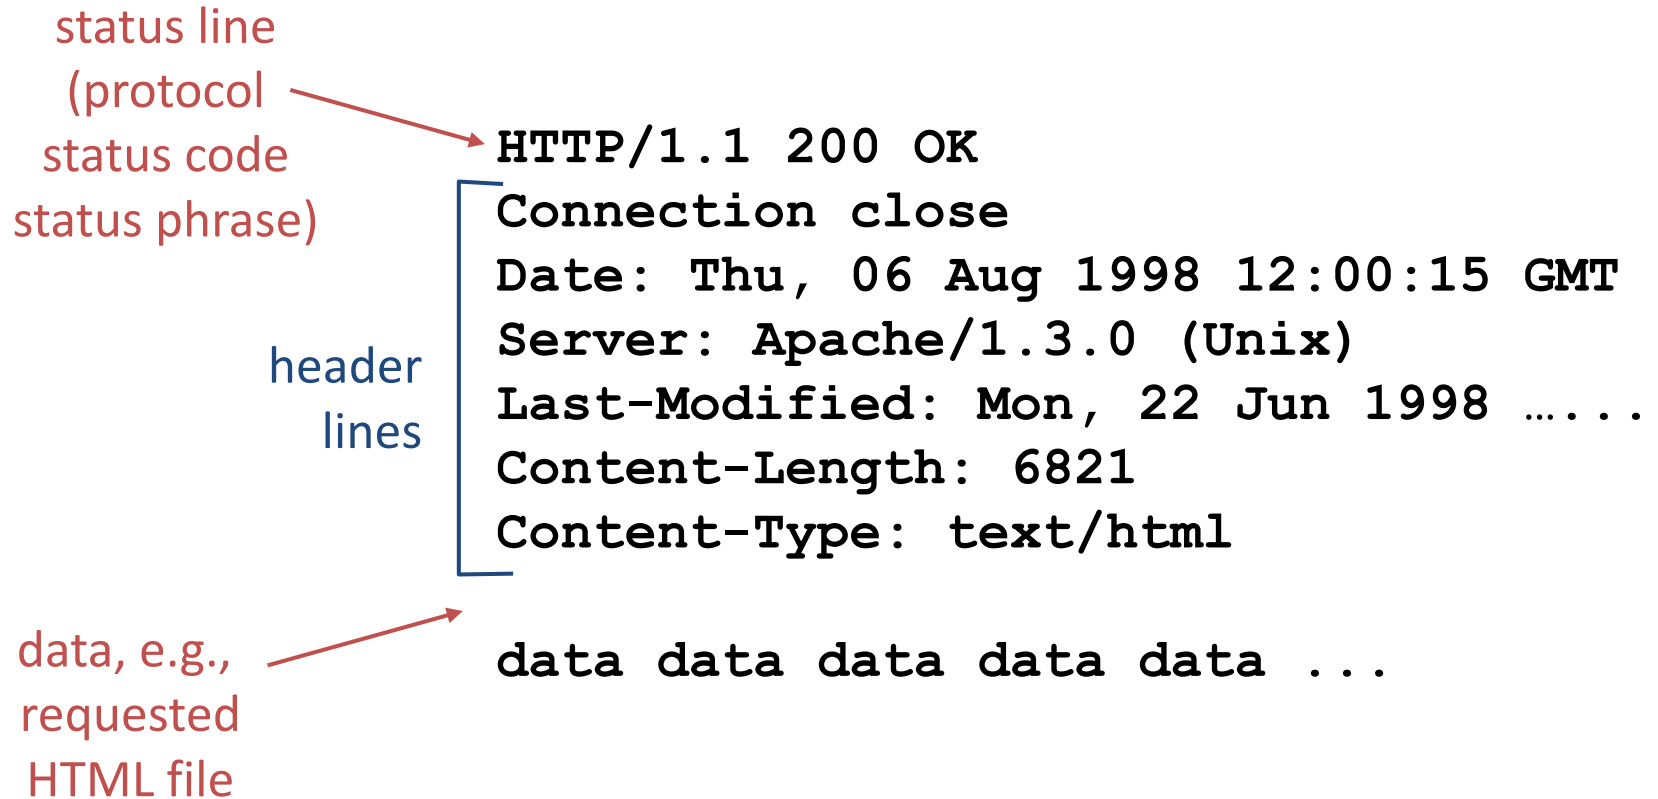 status line
(protocol
status code
status phrase)
HTTP/1.1 200 OK
Connection close
Date: Thu, 06 Aug 1998 12:00:15 GMT
Server: Apache/1.3.0 (Unix)
Last-Modified: Mon, 22 Jun 1998 …...
Content-Length: 6821
Content-Type: text/html
header
lines
data, e.g.,
requested
HTML file
data data data data data ...